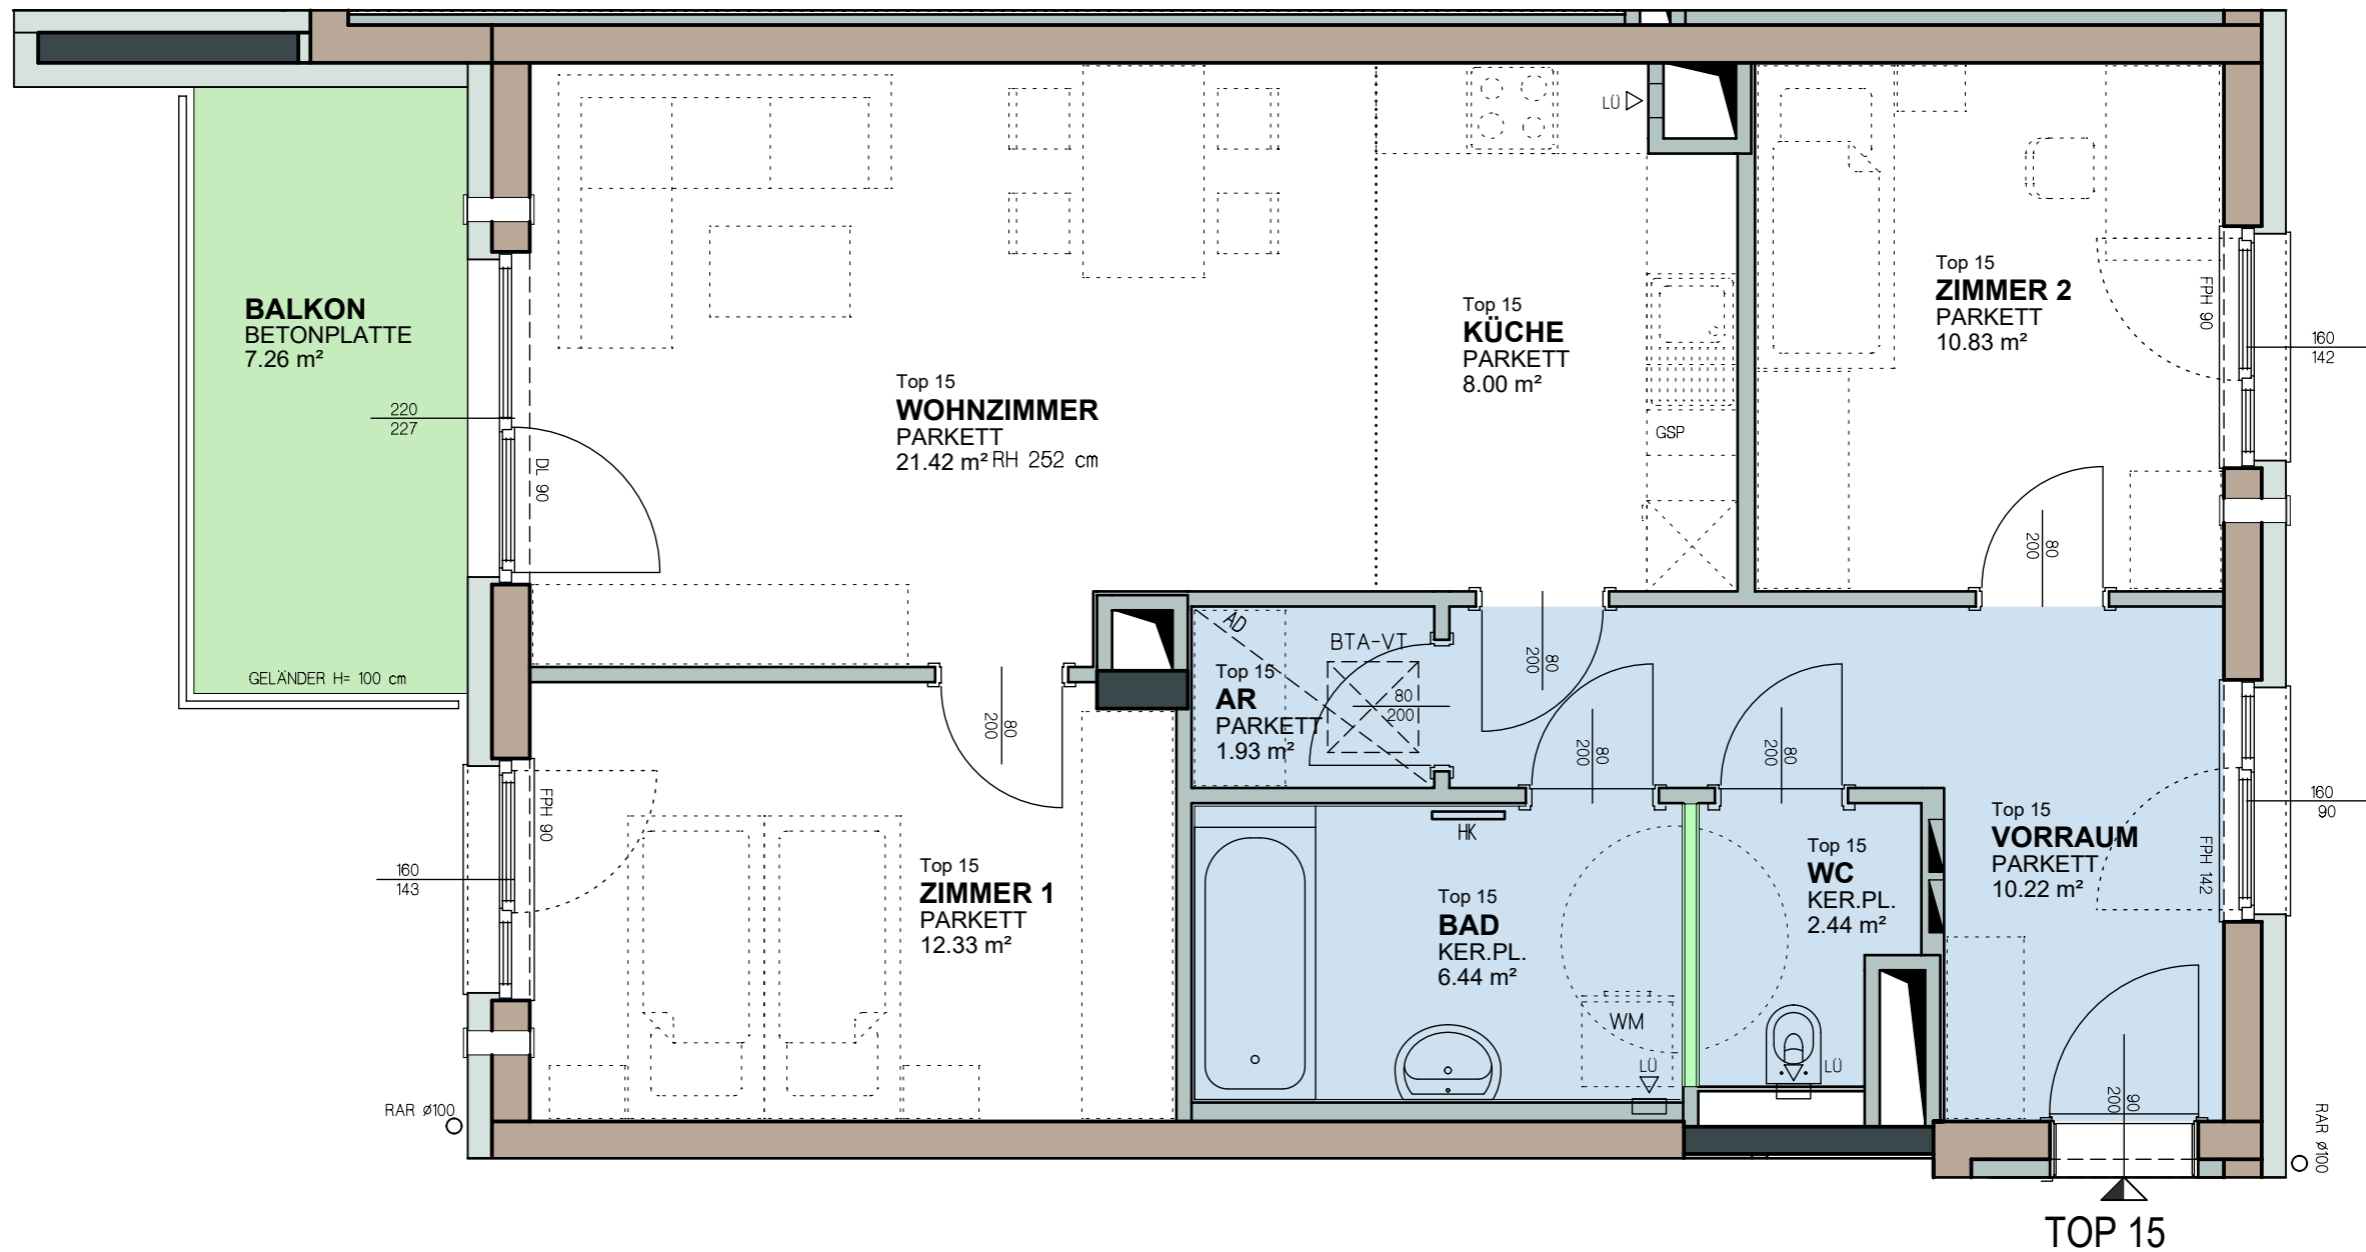 BALKON
BETONPLATTE
7.26 m²
GELÄNDER H= 100 cm
220
227
DL 90
Top 15
WOHNZIMMER
PARKETT
21.42 m² RH 252 cm
LÜ
Top 15
KÜCHE
PARKETT
8.00 m²
GSP
Top 15
ZIMMER 2
PARKETT
10.83 m²
FPH 90
160
142
80
200
80
200
80
200
AD
BTA-VT
Top 15
AR
PARKETT
1.93 m²
80
200
80
200
80
200
FPH 90
160
143
Top 15
ZIMMER 1
PARKETT
12.33 m²
HK
Top 15
BAD
KER.PL.
6.44 m²
WM
LÜ
Top 15
WC
KER.PL.
2.44 m²
LÜ
Top 15
VORRAUM
PARKETT
10.22 m²
FPH 142
160
90
90
200
RAR ø100
RAR ø100
TOP 15